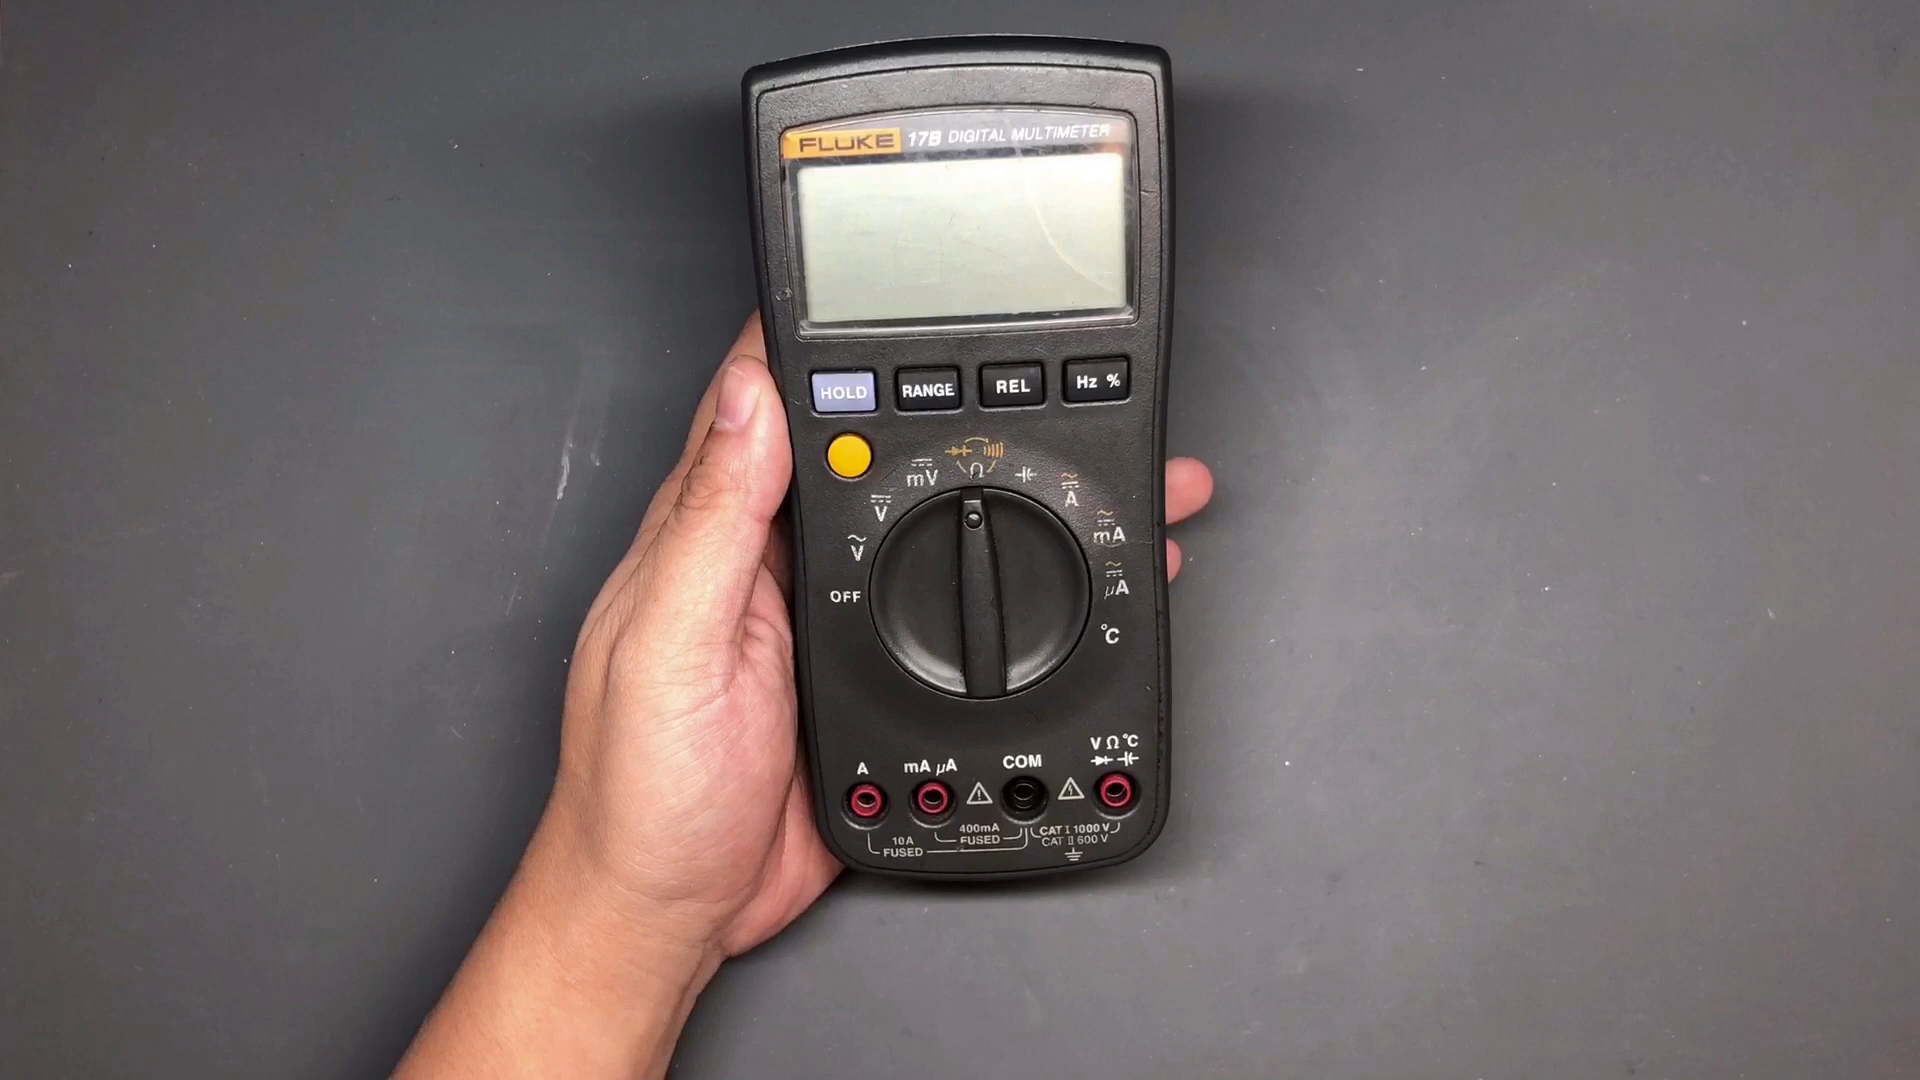 FLUKE 17B DIGITAL MULTIMETER
HOLD RANGE REL Hz %
Ω
mV
V
A
V
mA
OFF
µA
°C
V Ω °C
A mA µA COM
400mA FUSED
10A FUSED
CAT I 1000 V
CAT II 600 V